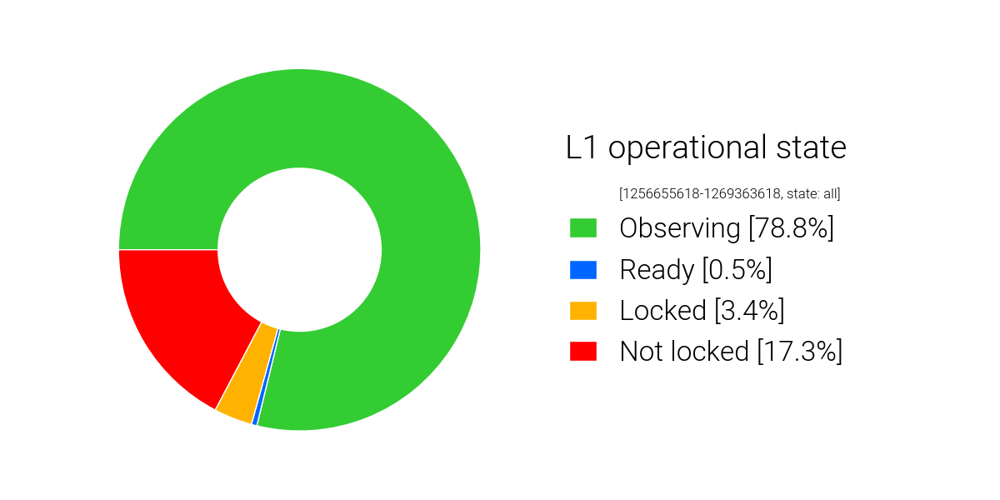 L1 operational state
[1256655618-1269363618, state: all]
Observing [78.8%]
Ready [0.5%]
Locked [3.4%]
Not locked [17.3%]